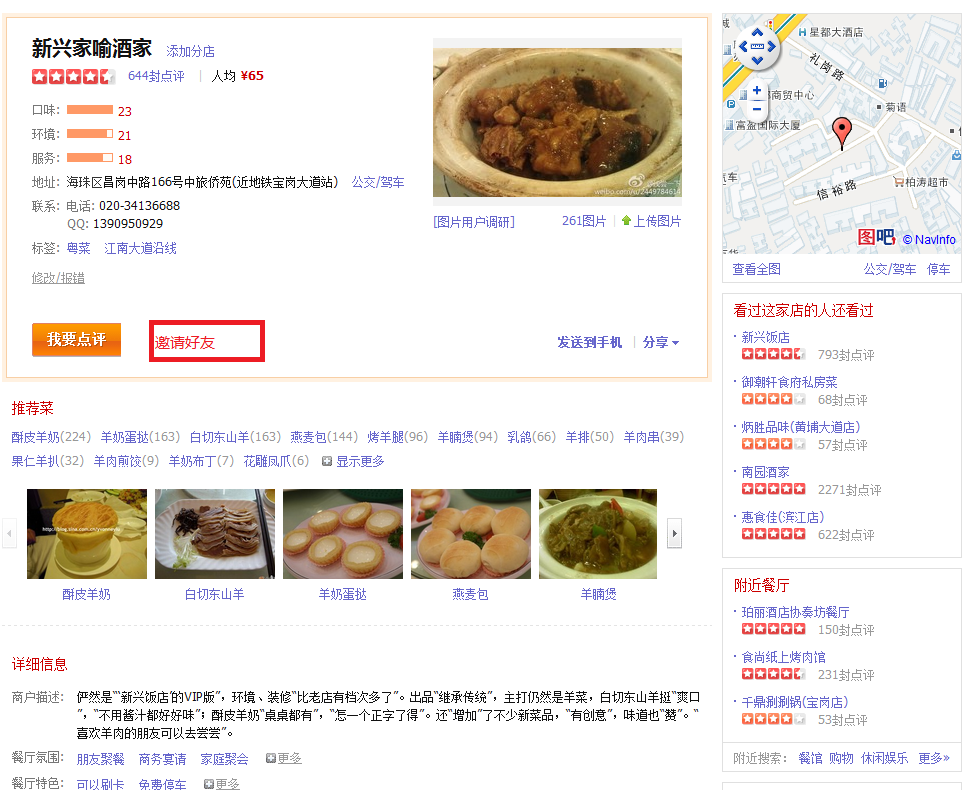 新兴家喻酒家 添加分店
644封点评 | 人均 ¥65
口味: 23
环境: 21
服务: 18
地址: 海珠区昌岗中路166号中旅侨苑(近地铁宝岗大道站) 公交/驾车
联系: 电话: 020-34136688
QQ: 1390950929
标签: 粤菜 江南大道沿线
修改/报错
weibo.com/u/2449784614
[图片用户调研] 261图片 | 上传图片
我要点评 邀请好友 发送到手机 | 分享
推荐菜
酥皮羊奶(224) 羊奶蛋挞(163) 白切东山羊(163) 燕麦包(144) 烤羊腿(96) 羊腩煲(94) 乳鸽(66) 羊排(50) 羊肉串(39)
果仁羊扒(32) 羊肉煎饺(9) 羊奶布丁(7) 花雕凤爪(6) 显示更多
酥皮羊奶 白切东山羊 羊奶蛋挞 燕麦包 羊腩煲
详细信息
商户描述: 俨然是“‘新兴饭店’的VIP版”，环境、装修“比老店有档次多了”。出品“继承传统”，主打仍然是羊菜，白切东山羊挺“爽口
”，“不用酱汁都好好味”；酥皮羊奶“桌桌都有”，“怎一个正字了得”。还“增加”了不少新菜品，“有创意”，味道也“赞”。“
喜欢羊肉的朋友可以去尝尝”。
餐厅氛围: 朋友聚餐 商务宴请 家庭聚会 更多
餐厅特色: 可以刷卡 免费停车 更多
星都大酒店
礼岗路
商贸中心
菊语
富盈国际大厦
柏涛超市
信裕路
图吧 © NavInfo
查看全图 公交/驾车 停车
看过这家店的人还看过
· 新兴饭店
793封点评
· 御潮轩食府私房菜
68封点评
· 炳胜品味(黄埔大道店)
57封点评
· 南园酒家
2271封点评
· 惠食佳(滨江店)
622封点评
附近餐厅
· 珀丽酒店协奏坊餐厅
150封点评
· 食尚纸上烤肉馆
231封点评
· 千鼎涮涮锅(宝岗店)
53封点评
附近搜索: 餐馆 购物 休闲娱乐 更多»